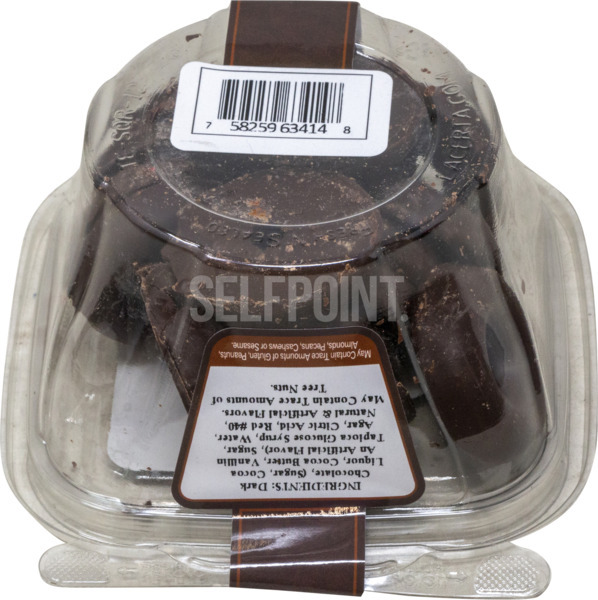 7 58259 63414 8
SELFPOINT.
INGREDIENTS: Dark
Chocolate, (Sugar, Cocoa
Liquor, Cocoa Butter, Vanillin
An Artificial Flavor), Sugar,
Tapioca Glucose Syrup, Water,
Agar, Citric Acid, Red #40,
Natural & Artificial Flavors.
May Contain Trace Amounts of
Tree Nuts.
May Contain Trace Amounts of Gluten, Peanuts,
Almonds, Pecans, Cashews or Sesame.